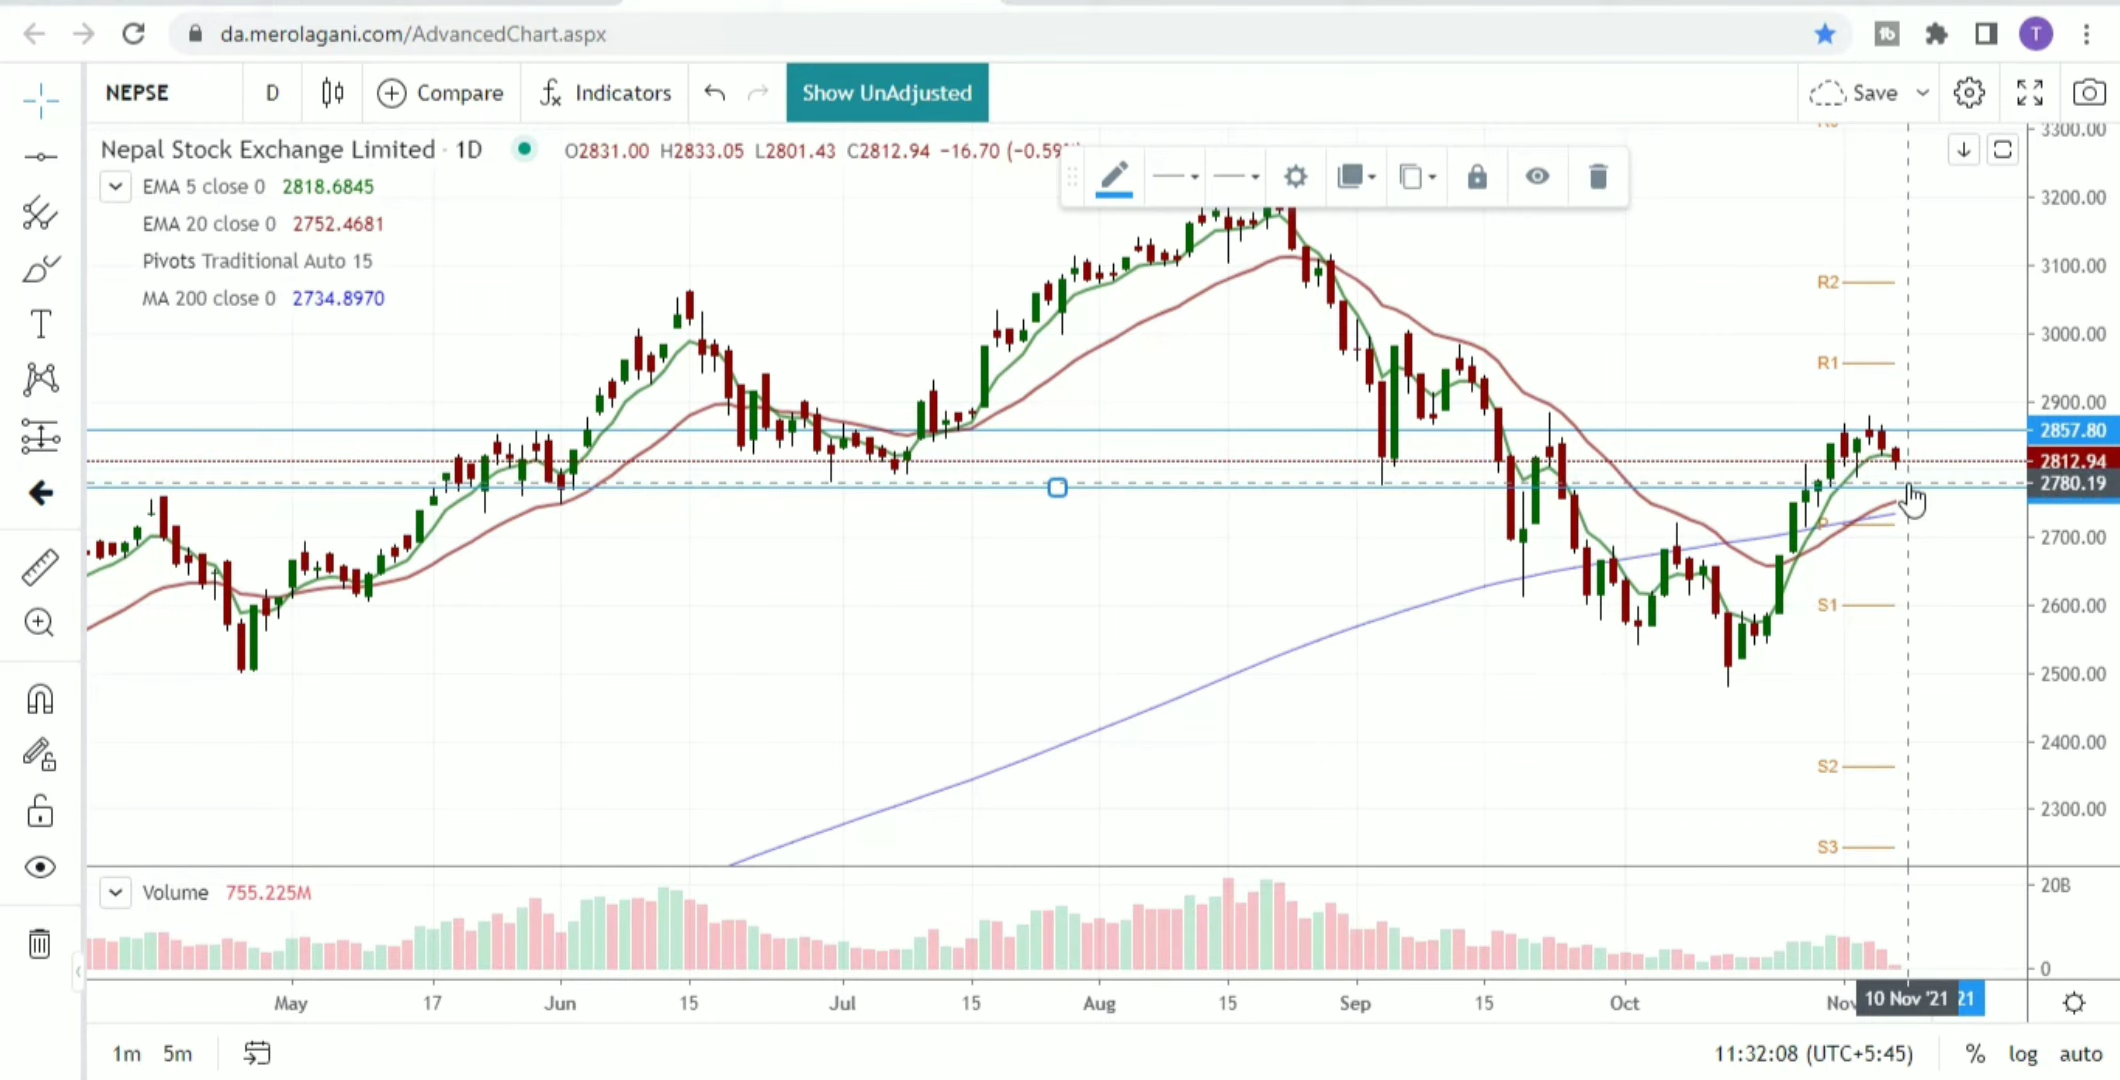 da.merolagani.com/AdvancedChart.aspx
T
NEPSE
D
Compare
fx Indicators
Show UnAdjusted
Save
Nepal Stock Exchange Limited · 1D
O2831.00 H2833.05 L2801.43 C2812.94 −16.70 (−0.59%)
EMA 5 close 0 2818.6845
EMA 20 close 0 2752.4681
Pivots Traditional Auto 15
MA 200 close 0 2734.8970
T
3300.00
3200.00
3100.00
3000.00
2900.00
2857.80
2812.94
2780.19
2700.00
2600.00
2500.00
2400.00
2300.00
R2
R1
P
S1
S2
S3
Volume 755.225M
20B
0
May 17 Jun 15 Jul 15 Aug 15 Sep 15 Oct Nov 10 Nov '21 21
1m 5m
11:32:08 (UTC+5:45) % log auto